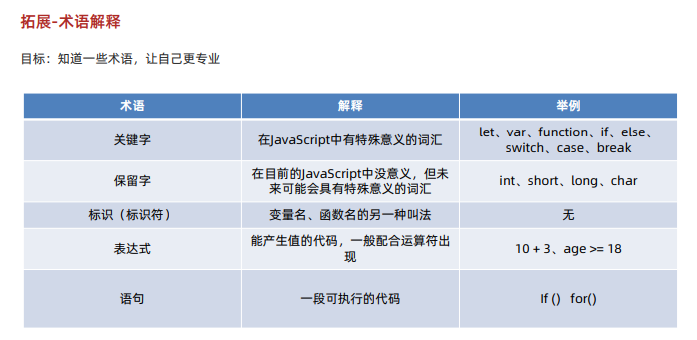 拓展-术语解释
目标：知道一些术语，让自己更专业
术语 解释 举例
关键字 在JavaScript中有特殊意义的词汇 let、var、function、if、else、
switch、case、break
保留字 在目前的JavaScript中没意义，但未
来可能会具有特殊意义的词汇 int、short、long、char
标识（标识符） 变量名、函数名的另一种叫法 无
表达式 能产生值的代码，一般配合运算符出
现 10 + 3、age >= 18
语句 一段可执行的代码 If () for()